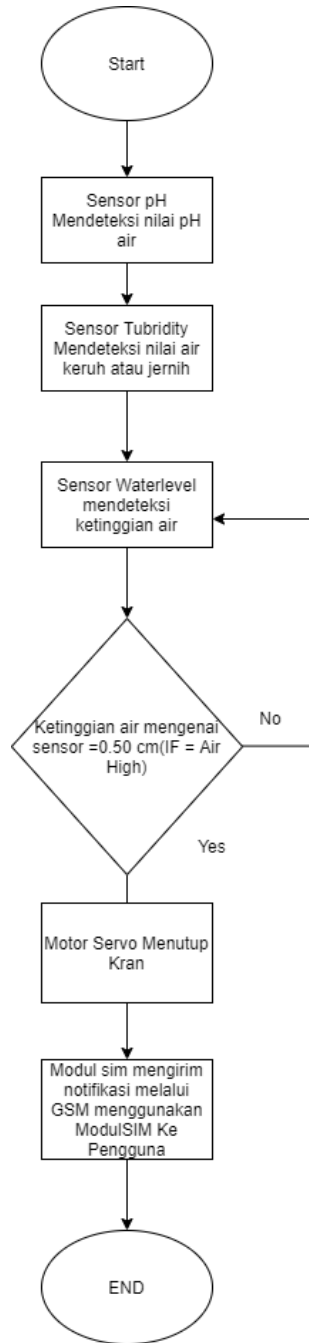 Start
Sensor pH
Mendeteksi nilai pH
air
Sensor Tubridity
Mendeteksi nilai air
keruh atau jernih
Sensor Waterlevel
mendeteksi
ketinggian air
Ketinggian air mengenai
sensor =0.50 cm(IF = Air
High)
No
Yes
Motor Servo Menutup
Kran
Modul sim mengirim
notifikasi melalui
GSM menggunakan
ModulSIM Ke
Pengguna
END